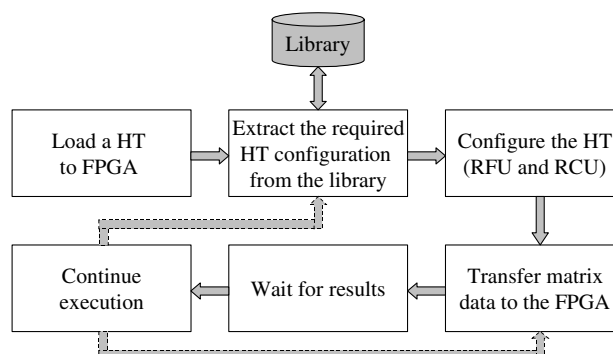 Library
Load a HT
to FPGA
Extract the required
HT configuration
from the library
Configure the HT
(RFU and RCU)
Continue
execution
Wait for results
Transfer matrix
data to the FPGA